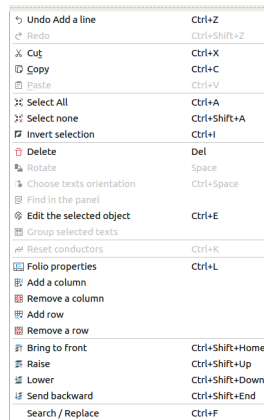 Undo Add a line Ctrl+Z
Redo Ctrl+Shift+Z
Cut Ctrl+X
Copy Ctrl+C
Paste Ctrl+V
Select All Ctrl+A
Select none Ctrl+Shift+A
Invert selection Ctrl+I
Delete Del
Rotate Space
Choose texts orientation Ctrl+Space
Find in the panel
Edit the selected object Ctrl+E
Group selected texts
Reset conductors Ctrl+K
Folio properties Ctrl+L
Add a column
Remove a column
Add row
Remove a row
Bring to front Ctrl+Shift+Home
Raise Ctrl+Shift+Up
Lower Ctrl+Shift+Down
Send backward Ctrl+Shift+End
Search / Replace Ctrl+F